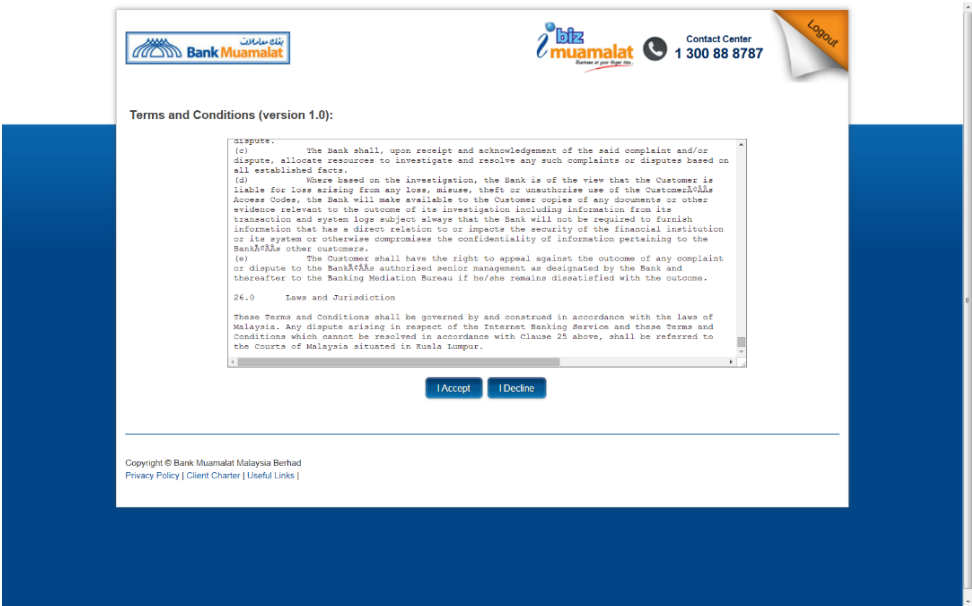 بنك معاملات
Bank Muamalat
i biz
muamalat
Business at your finger tips..
Contact Center
1 300 88 8787
Logout
Terms and Conditions (version 1.0):
dispute.
(c) The Bank shall, upon receipt and acknowledgement of the said complaint and/or
dispute, allocate resources to investigate and resolve any such complaints or disputes based on
all established facts.
(d) Where based on the investigation, the Bank is of the view that the Customer is
liable for loss arising from any loss, misuse, theft or unauthorise use of the CustomerÃ¢ÂÂs
Access Codes, the Bank will make available to the Customer copies of any documents or other
evidence relevant to the outcome of its investigation including information from its
transaction and system logs subject always that the Bank will not be required to furnish
information that has a direct relation to or impacts the security of the financial institution
or its system or otherwise compromises the confidentiality of information pertaining to the
BankÃ¢ÂÂs other customers.
(e) The Customer shall have the right to appeal against the outcome of any complaint
or dispute to the BankÃ¢ÂÂs authorised senior management as designated by the Bank and
thereafter to the Banking Mediation Bureau if he/she remains dissatisfied with the outcome.
26.0 Laws and Jurisdiction
These Terms and Conditions shall be governed by and construed in accordance with the laws of
Malaysia. Any dispute arising in respect of the Internet Banking Service and these Terms and
Conditions which cannot be resolved in accordance with Clause 25 above, shall be referred to
the Courts of Malaysia situated in Kuala Lumpur.
I Accept I Decline
Copyright © Bank Muamalat Malaysia Berhad
Privacy Policy | Client Charter | Useful Links |